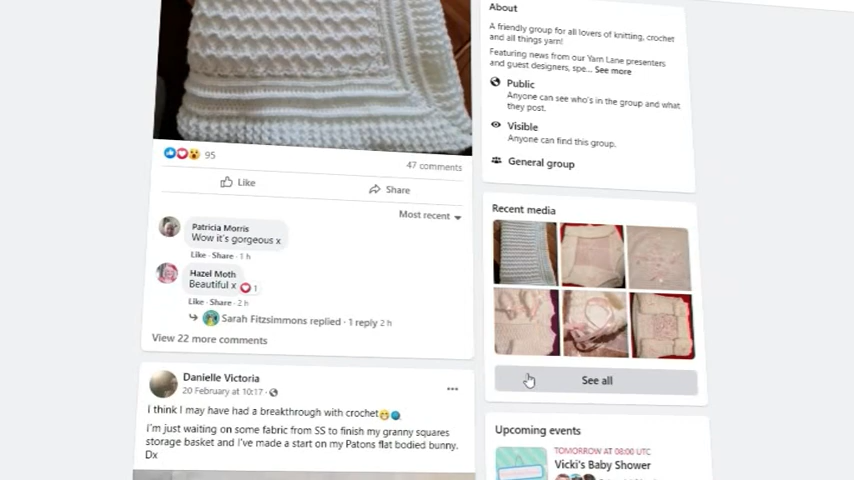 95
47 comments
Like
Share
Most recent
Patricia Morris
Wow it's gorgeous x
Like · Share · 1 h
Hazel Moth
Beautiful x
1
Like · Share · 2 h
Sarah Fitzsimmons replied · 1 reply 2 h
View 22 more comments
Danielle Victoria
20 February at 10:17 ·
I think I may have had a breakthrough with crochet
I'm just waiting on some fabric from SS to finish my granny squares
storage basket and I've made a start on my Patons flat bodied bunny.
Dx
About
A friendly group for all lovers of knitting, crochet
and all things yarn!
Featuring news from our Yarn Lane presenters
and guest designers, spe... See more
Public
Anyone can see who's in the group and what
they post.
Visible
Anyone can find this group.
General group
Recent media
See all
Upcoming events
TOMORROW AT 08:00 UTC
Vicki's Baby Shower